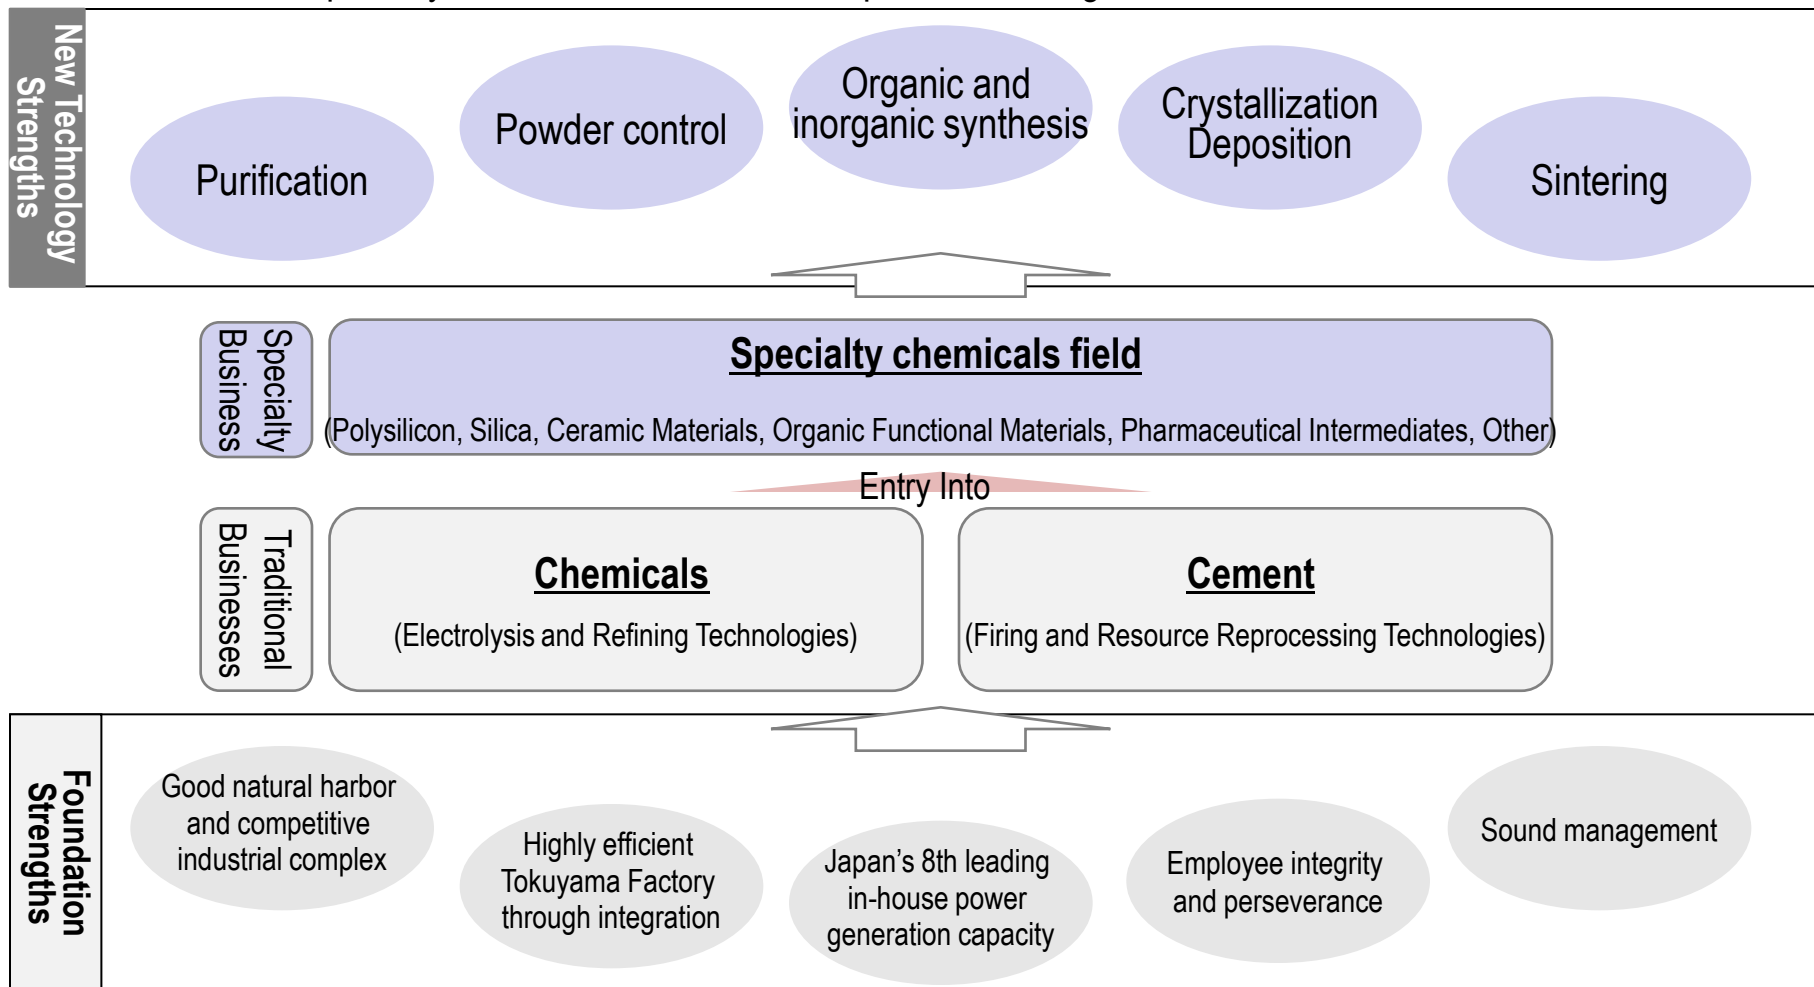 New Technology
Strengths
Purification
Powder control
Organic and
inorganic synthesis
Crystallization
Deposition
Sintering
Specialty
Business
Specialty chemicals field
(Polysilicon, Silica, Ceramic Materials, Organic Functional Materials, Pharmaceutical Intermediates, Other)
Entry Into
Traditional
Businesses
Chemicals
(Electrolysis and Refining Technologies)
Cement
(Firing and Resource Reprocessing Technologies)
Foundation
Strengths
Good natural harbor
and competitive
industrial complex
Highly efficient
Tokuyama Factory
through integration
Japan’s 8th leading
in-house power
generation capacity
Employee integrity
and perseverance
Sound management